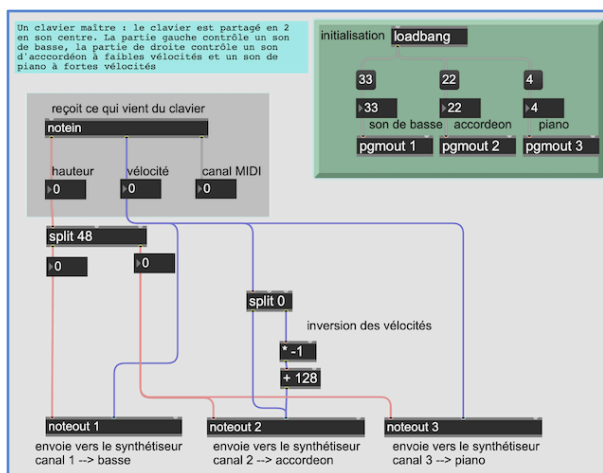 Un clavier maître : le clavier est partagé en 2
en son centre. La partie gauche contrôle un son
de basse, la partie de droite contrôle un son
d'acccordéon à faibles vélocités et un son de
piano à fortes vélocités
initialisation loadbang
33 22 4
33 22 4
son de basse accordeon piano
pgmout 1 pgmout 2 pgmout 3
reçoit ce qui vient du clavier
notein
hauteur vélocité canal MIDI
0 0 0
split 48
0 0
split 0
inversion des vélocités
* -1
+ 128
noteout 1 noteout 2 noteout 3
envoie vers le synthétiseur
canal 1 --> basse
envoie vers le synthétiseur
canal 2 --> accordeon
envoie vers le synthétiseur
canal 3 --> piano